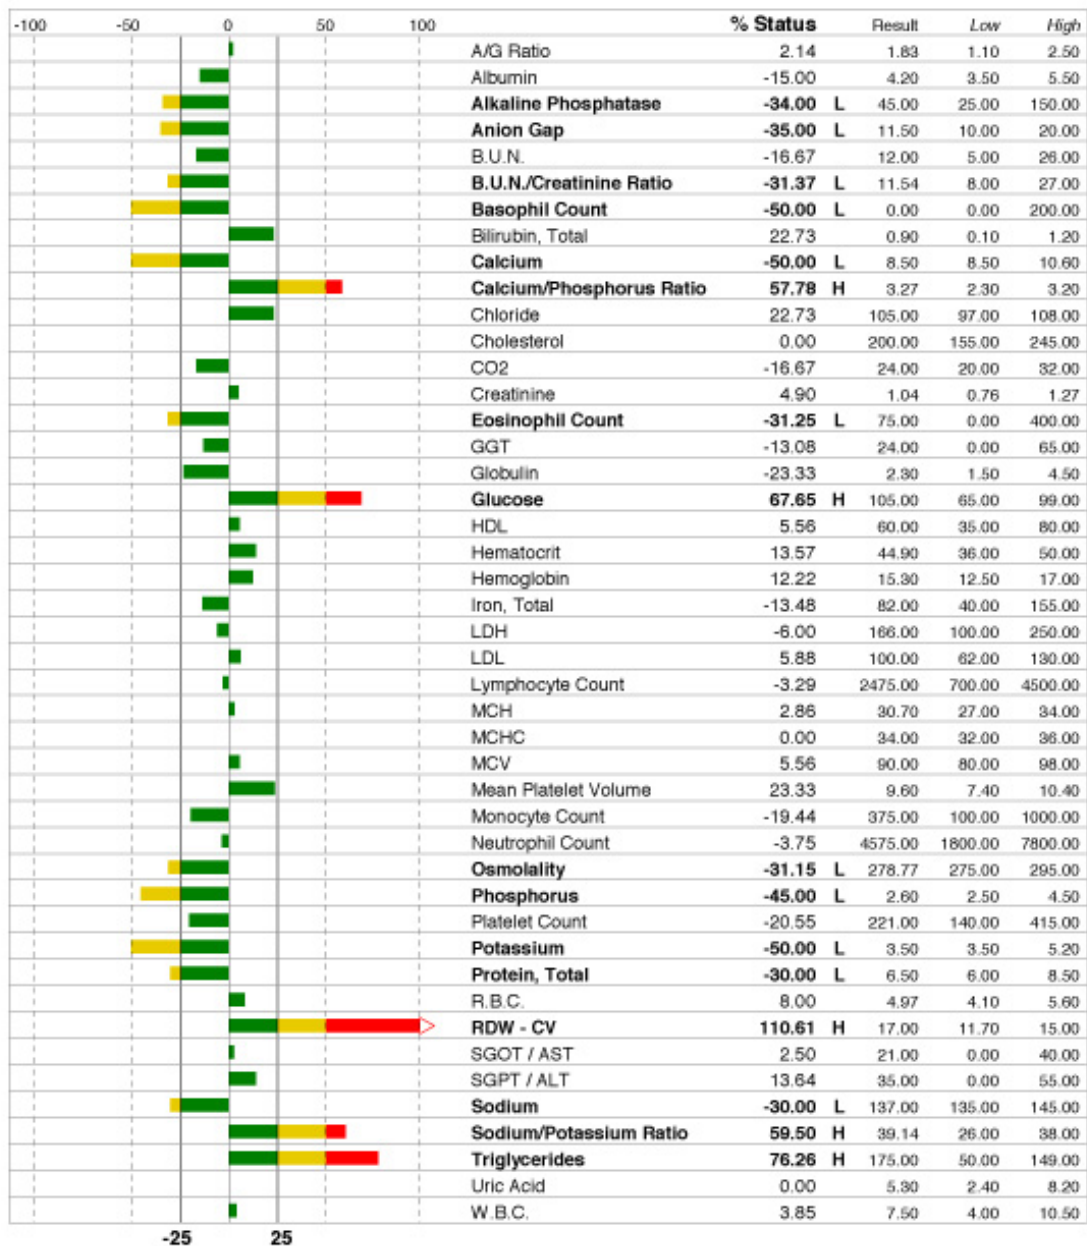 -100 -50 0 50 100 % Status Result Low High
A/G Ratio 2.14 1.83 1.10 2.50
Albumin -15.00 4.20 3.50 5.50
Alkaline Phosphatase -34.00 L 45.00 25.00 150.00
Anion Gap -35.00 L 11.50 10.00 20.00
B.U.N. -16.67 12.00 5.00 26.00
B.U.N./Creatinine Ratio -31.37 L 11.54 8.00 27.00
Basophil Count -50.00 L 0.00 0.00 200.00
Bilirubin, Total 22.73 0.90 0.10 1.20
Calcium -50.00 L 8.50 8.50 10.60
Calcium/Phosphorus Ratio 57.78 H 3.27 2.30 3.20
Chloride 22.73 105.00 97.00 108.00
Cholesterol 0.00 200.00 155.00 245.00
CO2 -16.67 24.00 20.00 32.00
Creatinine 4.90 1.04 0.76 1.27
Eosinophil Count -31.25 L 75.00 0.00 400.00
GGT -13.08 24.00 0.00 65.00
Globulin -23.33 2.30 1.50 4.50
Glucose 67.65 H 105.00 65.00 99.00
HDL 5.56 60.00 35.00 80.00
Hematocrit 13.57 44.90 36.00 50.00
Hemoglobin 12.22 15.30 12.50 17.00
Iron, Total -13.48 82.00 40.00 155.00
LDH -6.00 166.00 100.00 250.00
LDL 5.88 100.00 62.00 130.00
Lymphocyte Count -3.29 2475.00 700.00 4500.00
MCH 2.86 30.70 27.00 34.00
MCHC 0.00 34.00 32.00 36.00
MCV 5.56 90.00 80.00 98.00
Mean Platelet Volume 23.33 9.60 7.40 10.40
Monocyte Count -19.44 375.00 100.00 1000.00
Neutrophil Count -3.75 4575.00 1800.00 7800.00
Osmolality -31.15 L 278.77 275.00 295.00
Phosphorus -45.00 L 2.60 2.50 4.50
Platelet Count -20.55 221.00 140.00 415.00
Potassium -50.00 L 3.50 3.50 5.20
Protein, Total -30.00 L 6.50 6.00 8.50
R.B.C. 8.00 4.97 4.10 5.60
RDW - CV 110.61 H 17.00 11.70 15.00
SGOT / AST 2.50 21.00 0.00 40.00
SGPT / ALT 13.64 35.00 0.00 55.00
Sodium -30.00 L 137.00 135.00 145.00
Sodium/Potassium Ratio 59.50 H 39.14 26.00 38.00
Triglycerides 76.26 H 175.00 50.00 149.00
Uric Acid 0.00 5.30 2.40 8.20
W.B.C. 3.85 7.50 4.00 10.50
-25 25